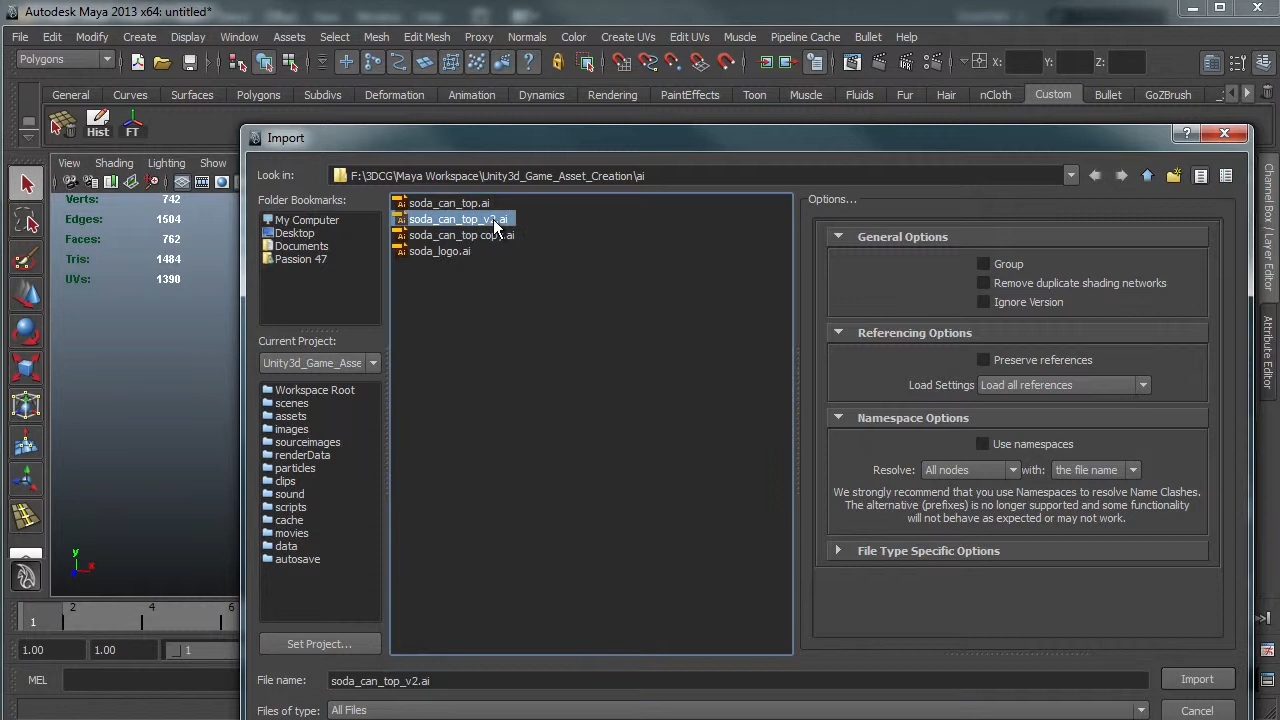 Autodesk Maya 2013 x64: untitled*
File Edit Modify Create Display Window Assets Select Mesh Edit Mesh Proxy Normals Color Create UVs Edit UVs Muscle Pipeline Cache Bullet Help
Polygons X: Y: Z:
General Curves Surfaces Polygons Subdivs Deformation Animation Dynamics Rendering PaintEffects Toon Muscle Fluids Fur Hair nCloth Custom Bullet GoZBrush
Hist FT
Import
View Shading Lighting Show
Look in: F:\3DCG\Maya Workspace\Unity3d_Game_Asset_Creation\ai
Verts: 742
Edges: 1504
Faces: 762
Tris: 1484
UVs: 1390
Folder Bookmarks:
My Computer
Desktop
Documents
Passion 47
Current Project:
Unity3d_Game_Asse
Workspace Root
scenes
assets
images
sourceimages
renderData
particles
clips
sound
scripts
cache
movies
data
autosave
Set Project...
soda_can_top.ai
soda_can_top_v2.ai
soda_can_top copy.ai
soda_logo.ai
Options...
General Options
Group
Remove duplicate shading networks
Ignore Version
Referencing Options
Preserve references
Load Settings Load all references
Namespace Options
Use namespaces
Resolve: All nodes with: the file name
We strongly recommend that you use Namespaces to resolve Name Clashes.
The alternative (prefixes) is no longer supported and some functionality
will not behave as expected or may not work.
File Type Specific Options
File name: soda_can_top_v2.ai Import
Files of type: All Files Cancel
Channel Box / Layer Editor
Attribute Editor
y
x
z
2 4 6
1
1.00 1.00 1
MEL